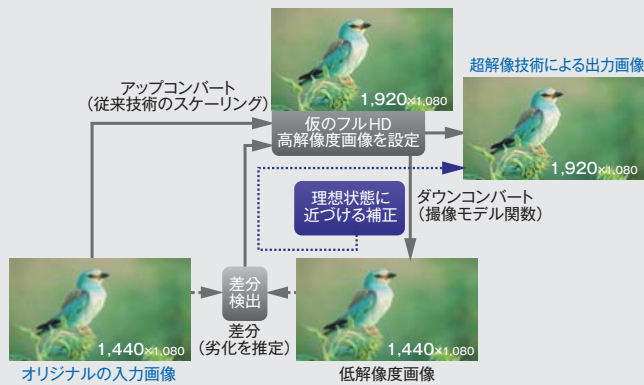 アップコンバート
(従来技術のスケーリング)
1,920×1,080
仮のフルHD
高解像度画像を設定
超解像技術による出力画像
1,920×1,080
理想状態に
近づける補正
ダウンコンバート
(撮像モデル関数)
1,440×1,080
オリジナルの入力画像
差分
検出
差分
(劣化を推定)
1,440×1,080
低解像度画像